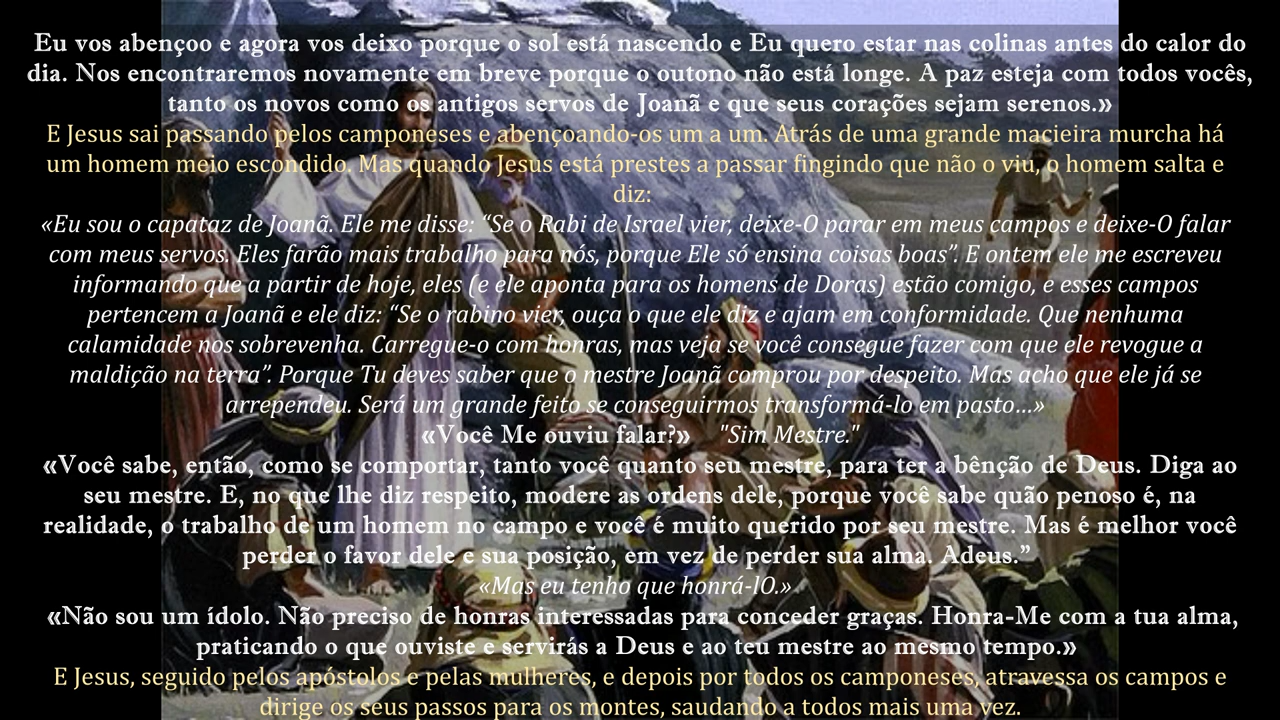 Eu vos abençoo e agora vos deixo porque o sol está nascendo e Eu quero estar nas colinas antes do calor do
dia. Nos encontraremos novamente em breve porque o outono não está longe. A paz esteja com todos vocês,
tanto os novos como os antigos servos de Joanã e que seus corações sejam serenos.»
E Jesus sai passando pelos camponeses e abençoando-os um a um. Atrás de uma grande macieira murcha há
um homem meio escondido. Mas quando Jesus está prestes a passar fingindo que não o viu, o homem salta e
diz:
«Eu sou o capataz de Joanã. Ele me disse: “Se o Rabi de Israel vier, deixe-O parar em meus campos e deixe-O falar
com meus servos. Eles farão mais trabalho para nós, porque Ele só ensina coisas boas”. E ontem ele me escreveu
informando que a partir de hoje, eles (e ele aponta para os homens de Doras) estão comigo, e esses campos
pertencem a Joanã e ele diz: “Se o rabino vier, ouça o que ele diz e ajam em conformidade. Que nenhuma
calamidade nos sobrevenha. Carregue-o com honras, mas veja se você consegue fazer com que ele revogue a
maldição na terra”. Porque Tu deves saber que o mestre Joanã comprou por despeito. Mas acho que ele já se
arrependeu. Será um grande feito se conseguirmos transformá-lo em pasto...»
«Você Me ouviu falar?» "Sim Mestre."
«Você sabe, então, como se comportar, tanto você quanto seu mestre, para ter a bênção de Deus. Diga ao
seu mestre. E, no que lhe diz respeito, modere as ordens dele, porque você sabe quão penoso é, na
realidade, o trabalho de um homem no campo e você é muito querido por seu mestre. Mas é melhor você
perder o favor dele e sua posição, em vez de perder sua alma. Adeus.”
«Mas eu tenho que honrá-lO.»
«Não sou um ídolo. Não preciso de honras interessadas para conceder graças. Honra-Me com a tua alma,
praticando o que ouviste e servirás a Deus e ao teu mestre ao mesmo tempo.»
E Jesus, seguido pelos apóstolos e pelas mulheres, e depois por todos os camponeses, atravessa os campos e
dirige os seus passos para os montes, saudando a todos mais uma vez.